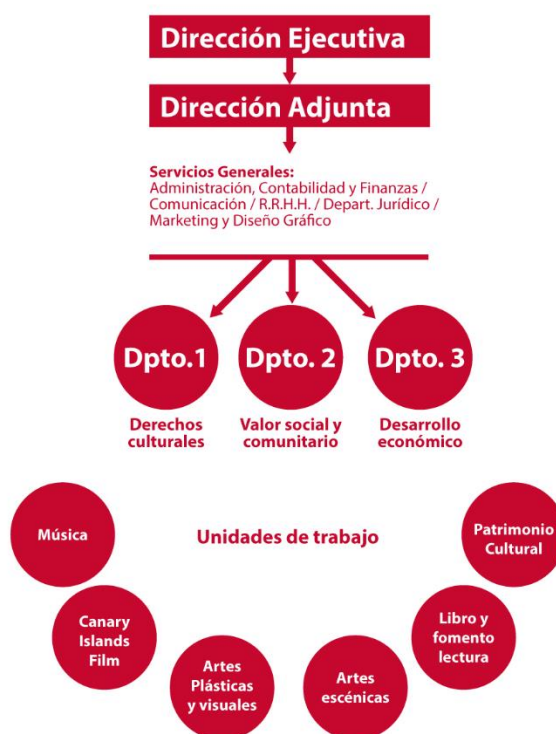 Dirección Ejecutiva
Dirección Adjunta
Servicios Generales:
Administración, Contabilidad y Finanzas /
Comunicación / R.R.H.H. / Depart. Jurídico /
Marketing y Diseño Gráfico
Dpto.1
Dpto. 2
Dpto. 3
Derechos
culturales
Valor social y
comunitario
Desarrollo
económico
Unidades de trabajo
Música
Canary
Islands
Film
Artes
Plásticas
y visuales
Artes
escénicas
Libro y
fomento
lectura
Patrimonio
Cultural